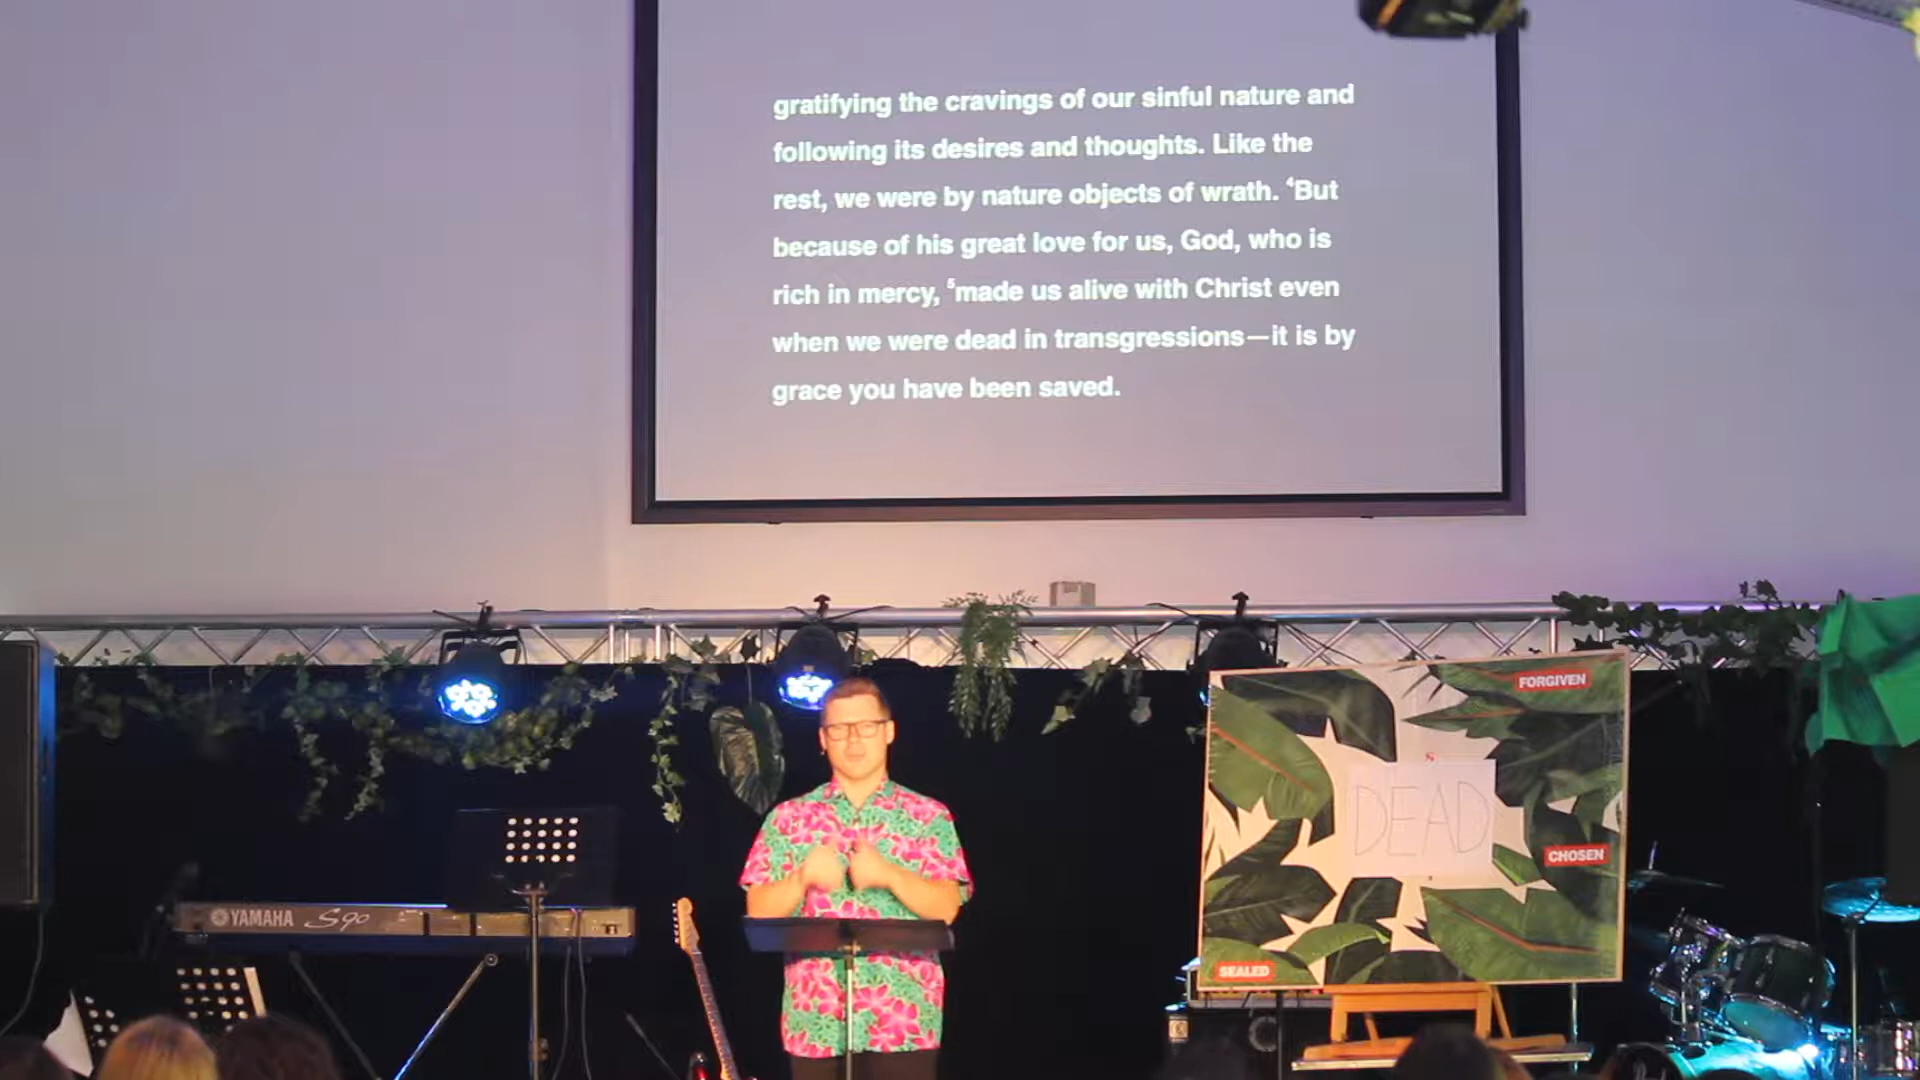 gratifying the cravings of our sinful nature and
following its desires and thoughts. Like the
rest, we were by nature objects of wrath. ⁴But
because of his great love for us, God, who is
rich in mercy, ⁵made us alive with Christ even
when we were dead in transgressions—it is by
grace you have been saved.
FORGIVEN
DEAD
CHOSEN
SEALED
YAMAHA S90